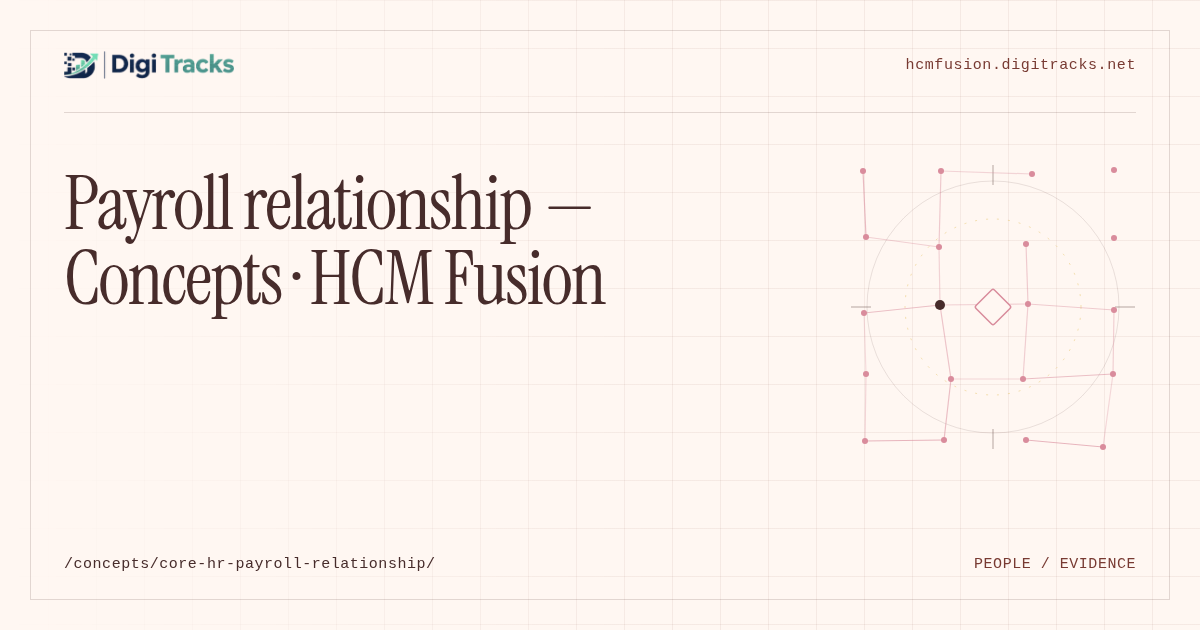 Digi Tracks
hcmfusion.digitracks.net
Payroll relationship —
Concepts · HCM Fusion
/concepts/core-hr-payroll-relationship/
PEOPLE / EVIDENCE